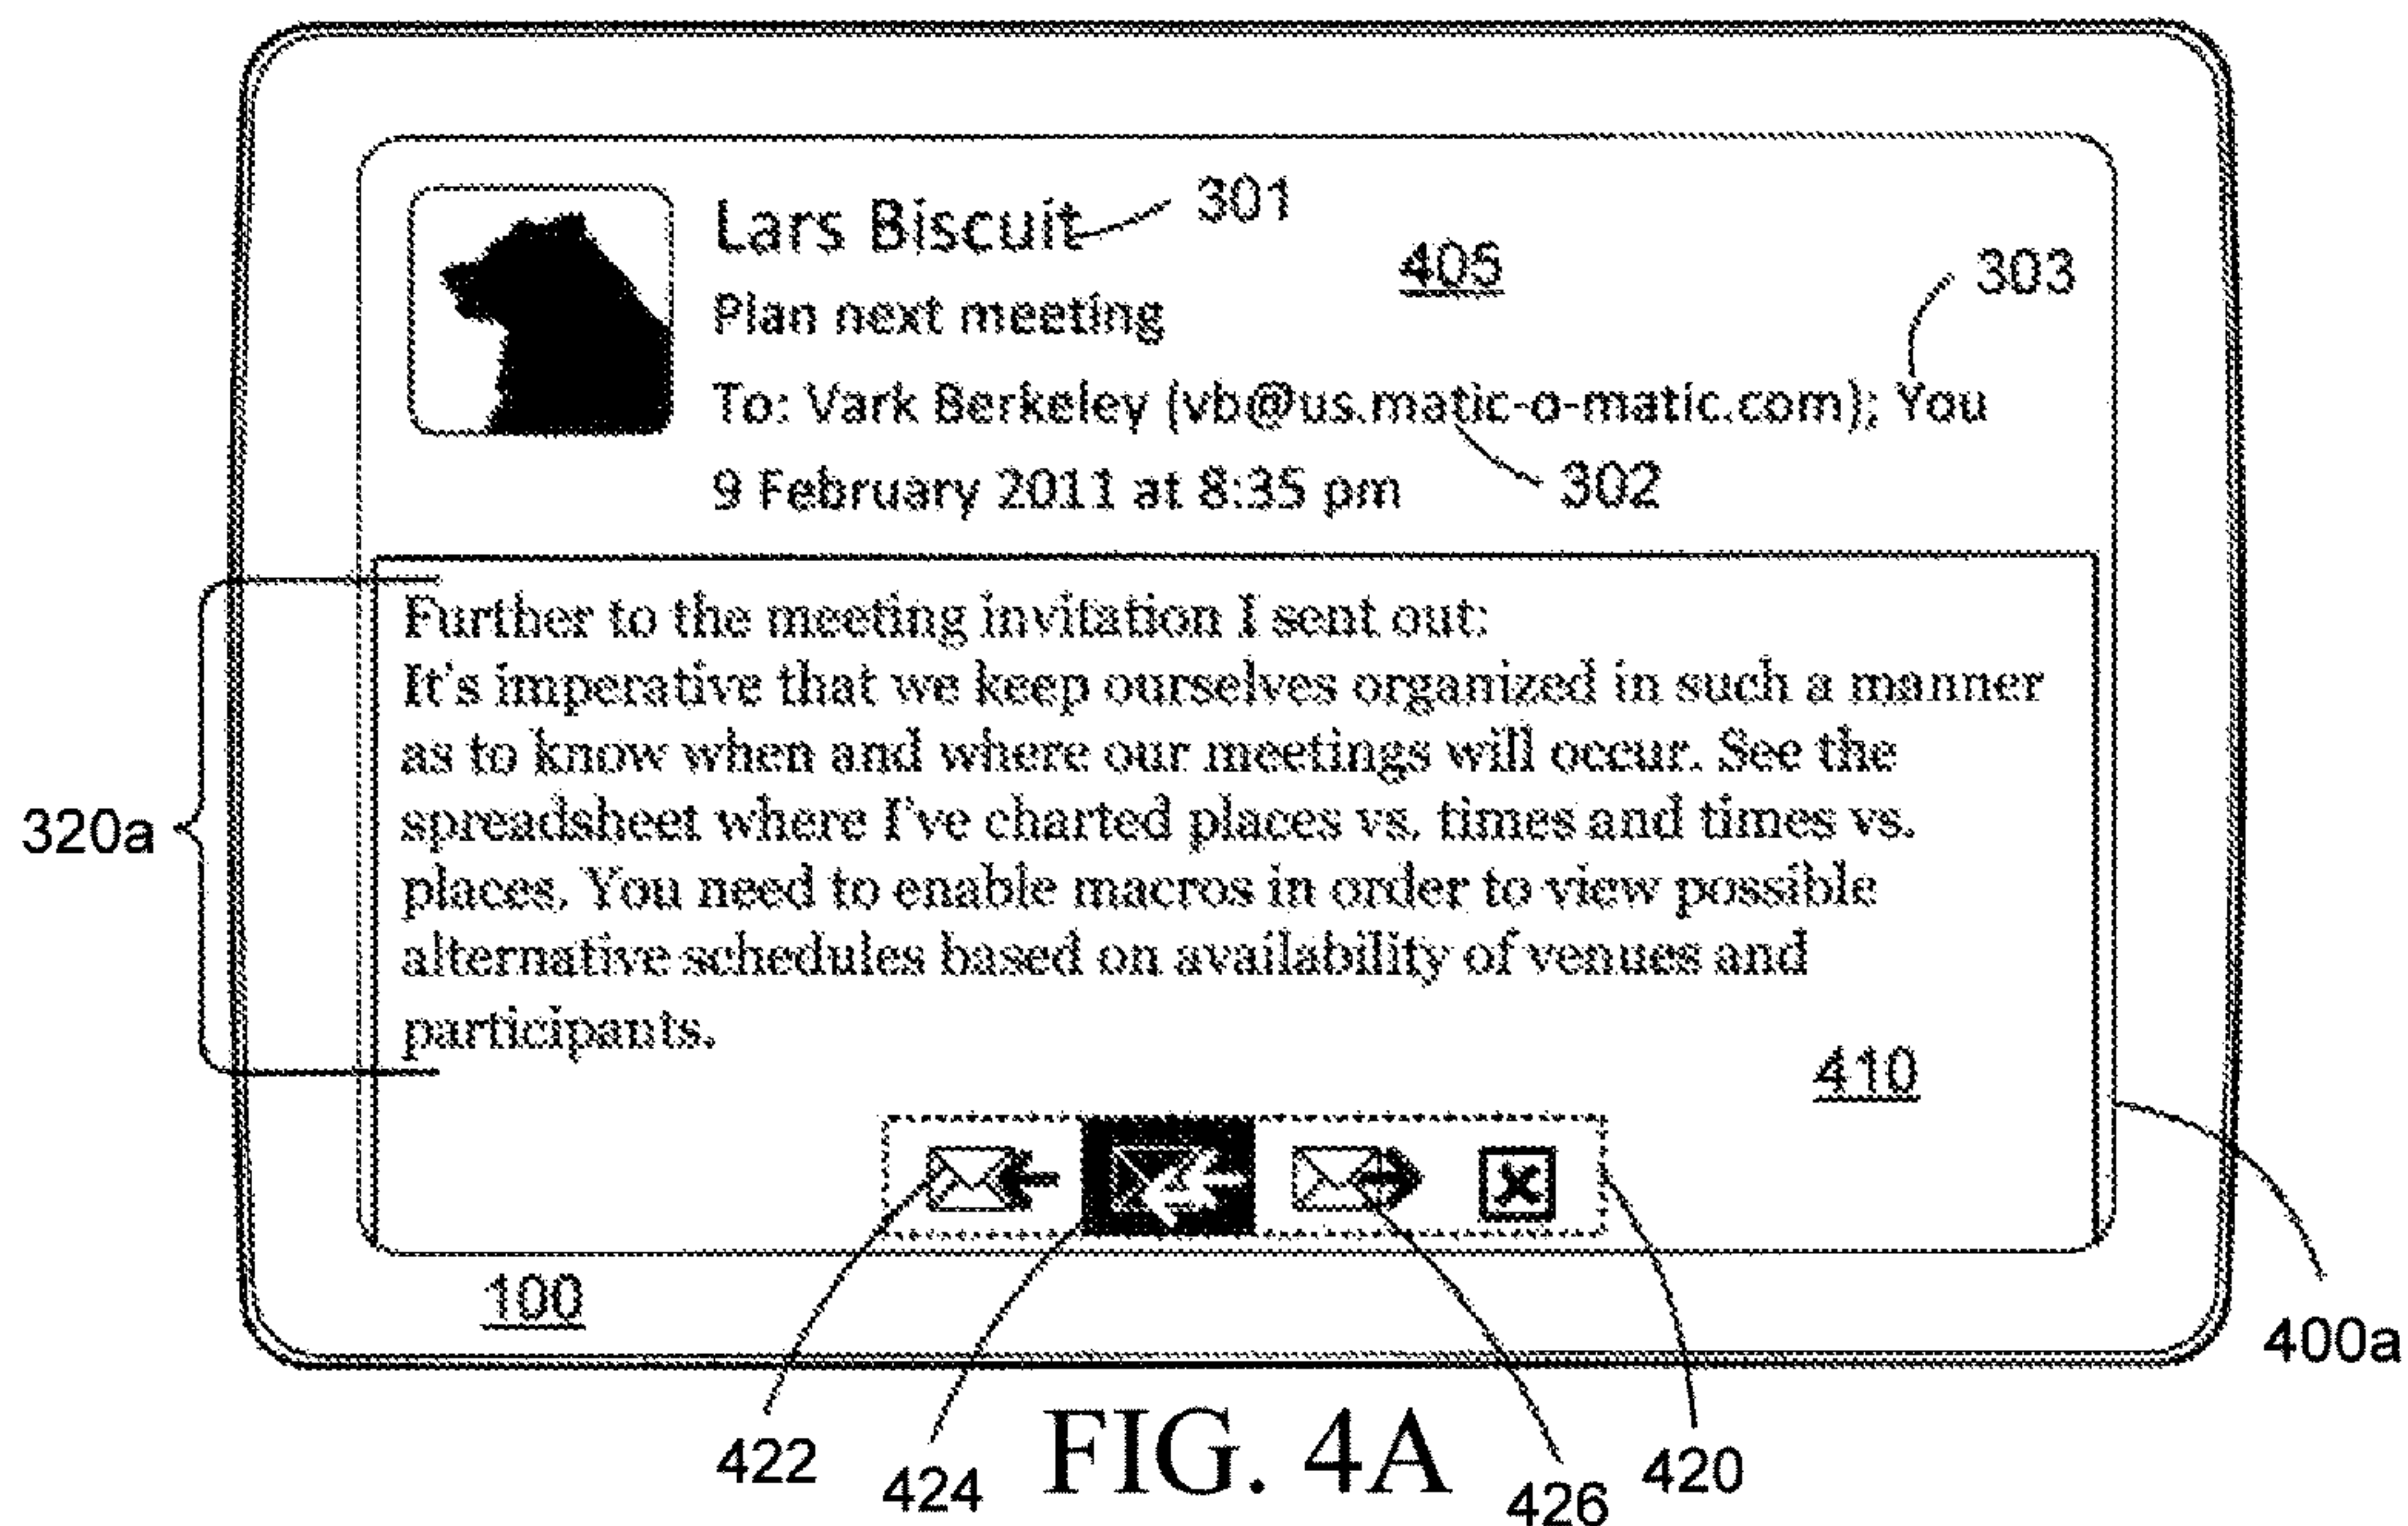 Lars Biscuit 301
405
303
Plan next meeting
To: Vark Berkeley (vb@us.matic-o-matic.com); You
9 February 2011 at 8:35 pm 302
Further to the meeting invitation I sent out:
It's imperative that we keep ourselves organized in such a manner
as to know when and where our meetings will occur. See the
spreadsheet where I've charted places vs. times and times vs.
320a
places. You need to enable macros in order to view possible
alternative schedules based on availability of venues and
participants.
410
100
400a
422
424
FIG. 4A
426
420